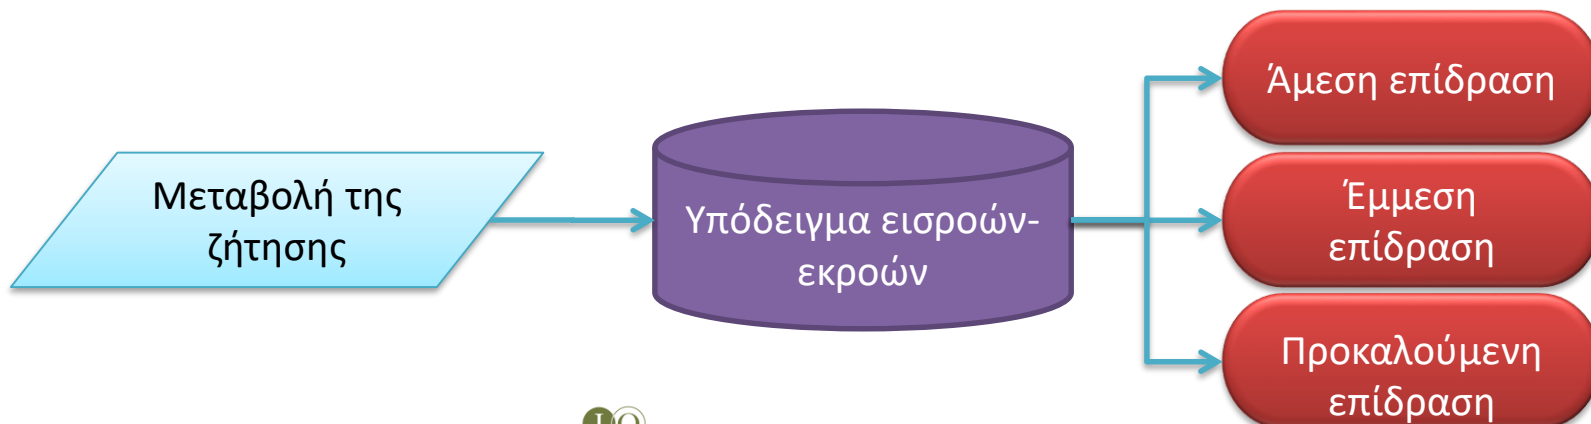 Μεταβολή της
ζήτησης
Υπόδειγμα εισροών-
εκροών
Άμεση επίδραση
Έμμεση
επίδραση
Προκαλούμενη
επίδραση